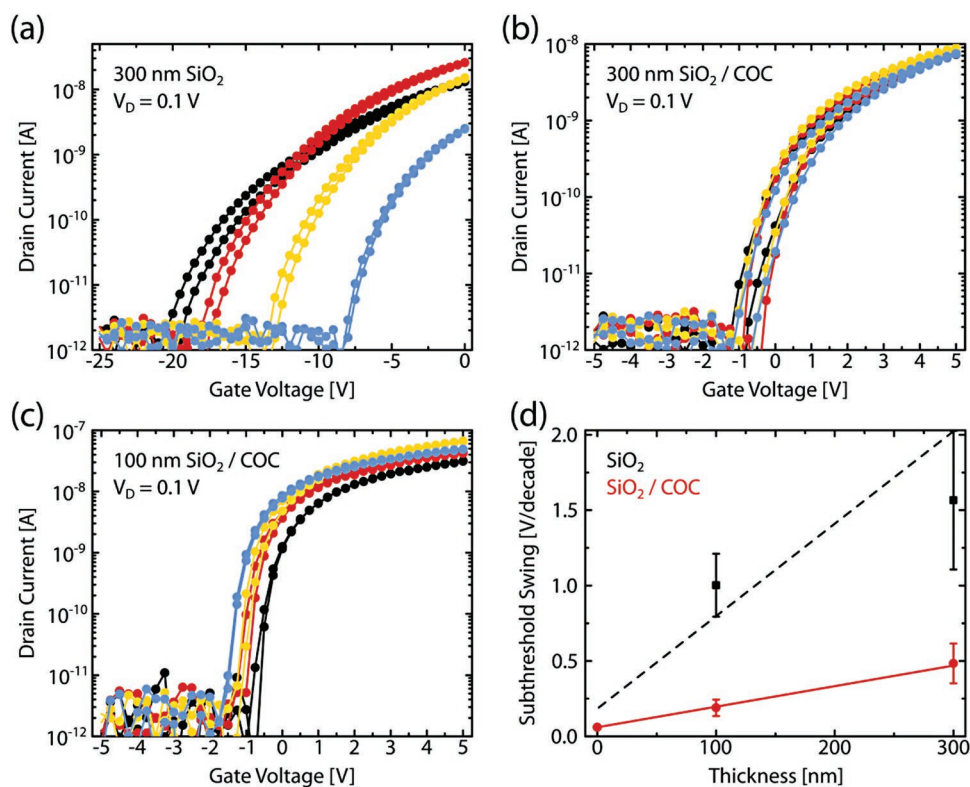 (a)
300 nm SiO₂
V_D = 0.1 V
Drain Current [A]
10⁻⁸
10⁻⁹
10⁻¹⁰
10⁻¹¹
10⁻¹²
-25 -20 -15 -10 -5 0
Gate Voltage [V]
(b)
300 nm SiO₂ / COC
V_D = 0.1 V
Drain Current [A]
10⁻⁸
10⁻⁹
10⁻¹⁰
10⁻¹¹
10⁻¹²
-5 -4 -3 -2 -1 0 1 2 3 4 5
Gate Voltage [V]
(c)
100 nm SiO₂ / COC
V_D = 0.1 V
Drain Current [A]
10⁻⁷
10⁻⁸
10⁻⁹
10⁻¹⁰
10⁻¹¹
10⁻¹²
-5 -4 -3 -2 -1 0 1 2 3 4 5
Gate Voltage [V]
(d)
SiO₂
SiO₂ / COC
Subthreshold Swing [V/decade]
2.0
1.5
1.0
0.5
0.0
0 100 200 300
Thickness [nm]